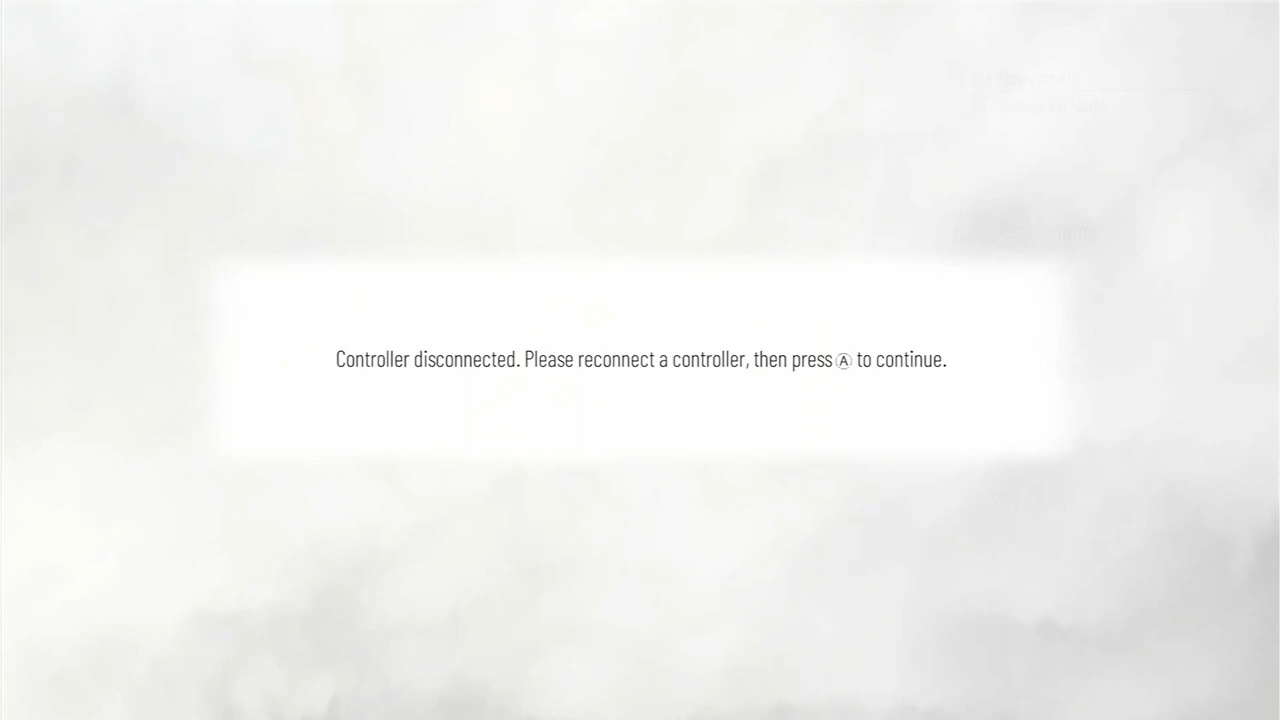 Controller disconnected. Please reconnect a controller, then press Ⓐ to continue.